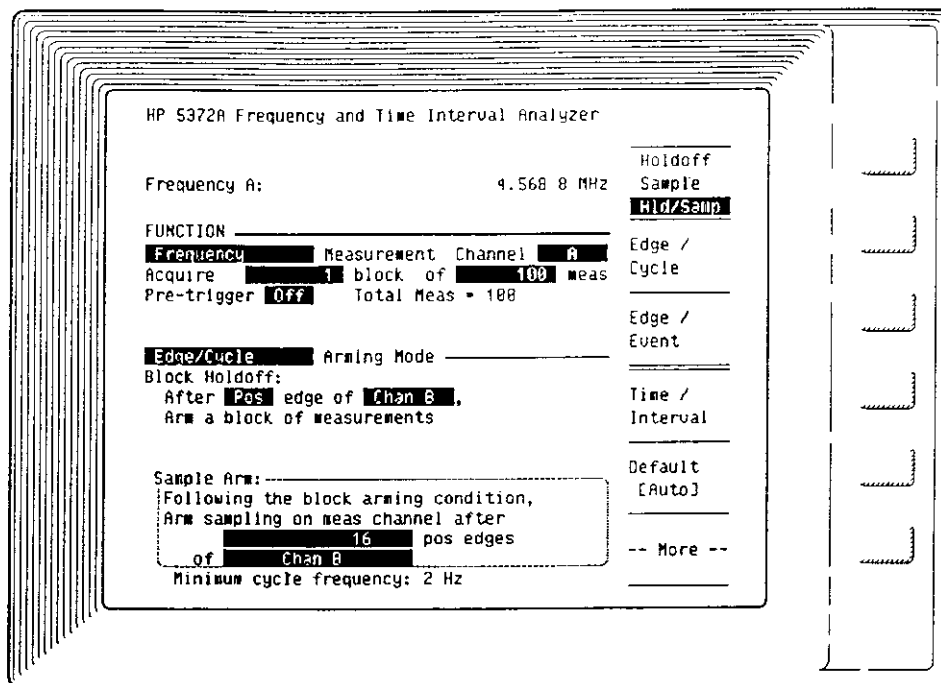 HP 5372A Frequency and Time Interval Analyzer
Frequency A: 4.568 8 MHz
FUNCTION
Frequency Measurement Channel A
Acquire 1 block of 100 meas
Pre-trigger Off Total Meas = 100
Edge/Cycle Arming Mode
Block Holdoff:
After Pos edge of Chan B,
Arm a block of measurements
Sample Arm:
Following the block arming condition,
Arm sampling on meas channel after
16 pos edges
of Chan B
Minimum cycle frequency: 2 Hz
Holdoff
Sample
Hld/Samp
Edge /
Cycle
Edge /
Event
Time /
Interval
Default
[Auto]
-- More --